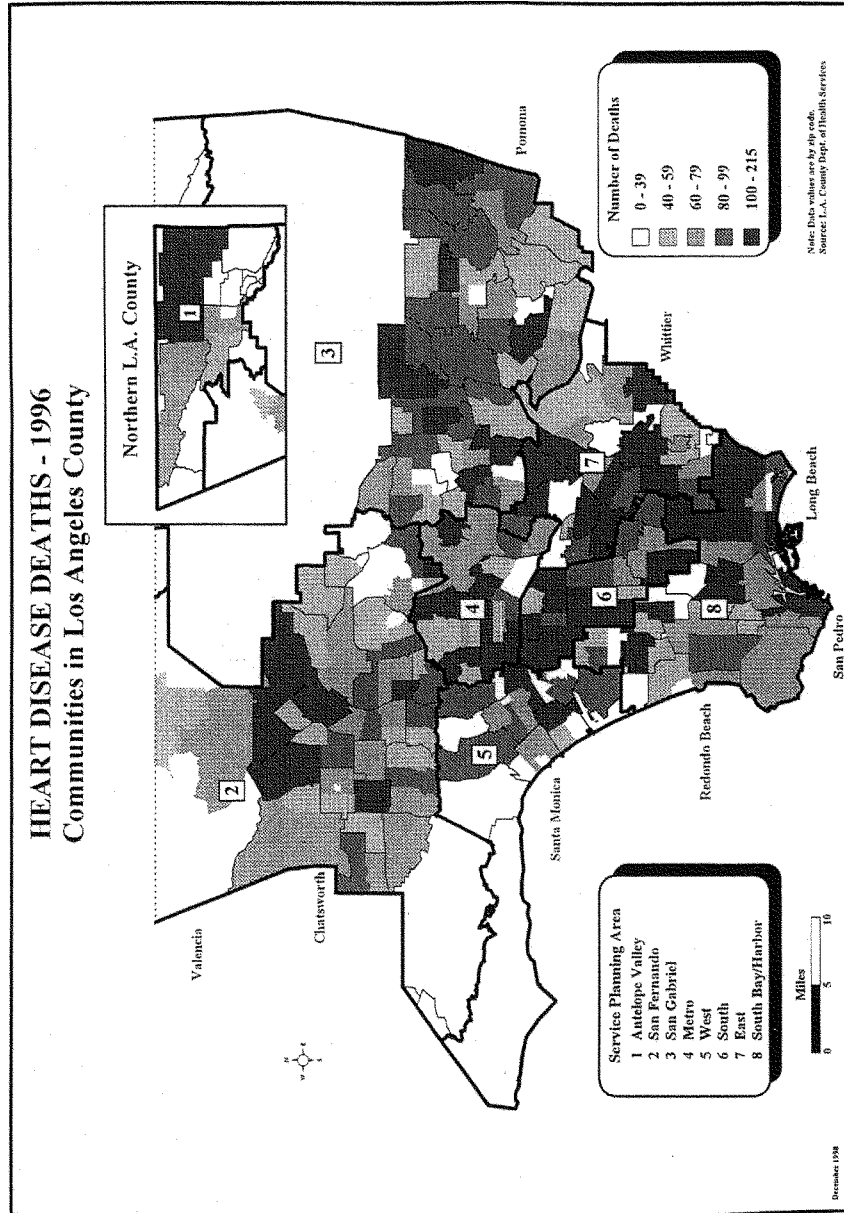 HEART DISEASE DEATHS - 1996
Communities in Los Angeles County
Northern L.A. County
1
2
3
4
5
6
7
8
Valencia
Chatsworth
Pomona
Santa Monica
Whittier
Redondo Beach
Long Beach
San Pedro
N
W
E
S
Service Planning Area
1 Antelope Valley
2 San Fernando
3 San Gabriel
4 Metro
5 West
6 South
7 East
8 South Bay/Harbor
Miles
0 5 10
Number of Deaths
0 - 39
40 - 59
60 - 79
80 - 99
100 - 215
Note: Data values are by zip code.
Source: L.A. County Dept. of Health Services
December 1998